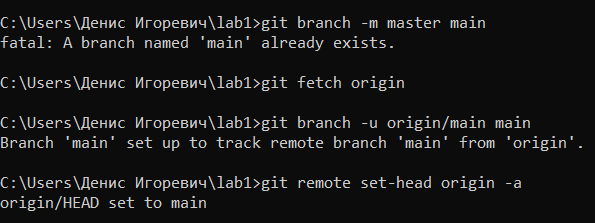 C:\Users\Денис Игоревич\lab1>git branch -m master main
fatal: A branch named 'main' already exists.
C:\Users\Денис Игоревич\lab1>git fetch origin
C:\Users\Денис Игоревич\lab1>git branch -u origin/main main
Branch 'main' set up to track remote branch 'main' from 'origin'.
C:\Users\Денис Игоревич\lab1>git remote set-head origin -a
origin/HEAD set to main